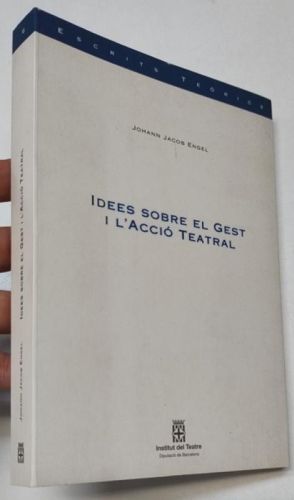 Escrits Teòrics
Johann Jacob Engel
Idees sobre el Gest
i l'Acció Teatral
Institut del Teatre
Diputació de Barcelona
Johann Jacob Engel
Idees sobre el Gest i l'Acció Teatral